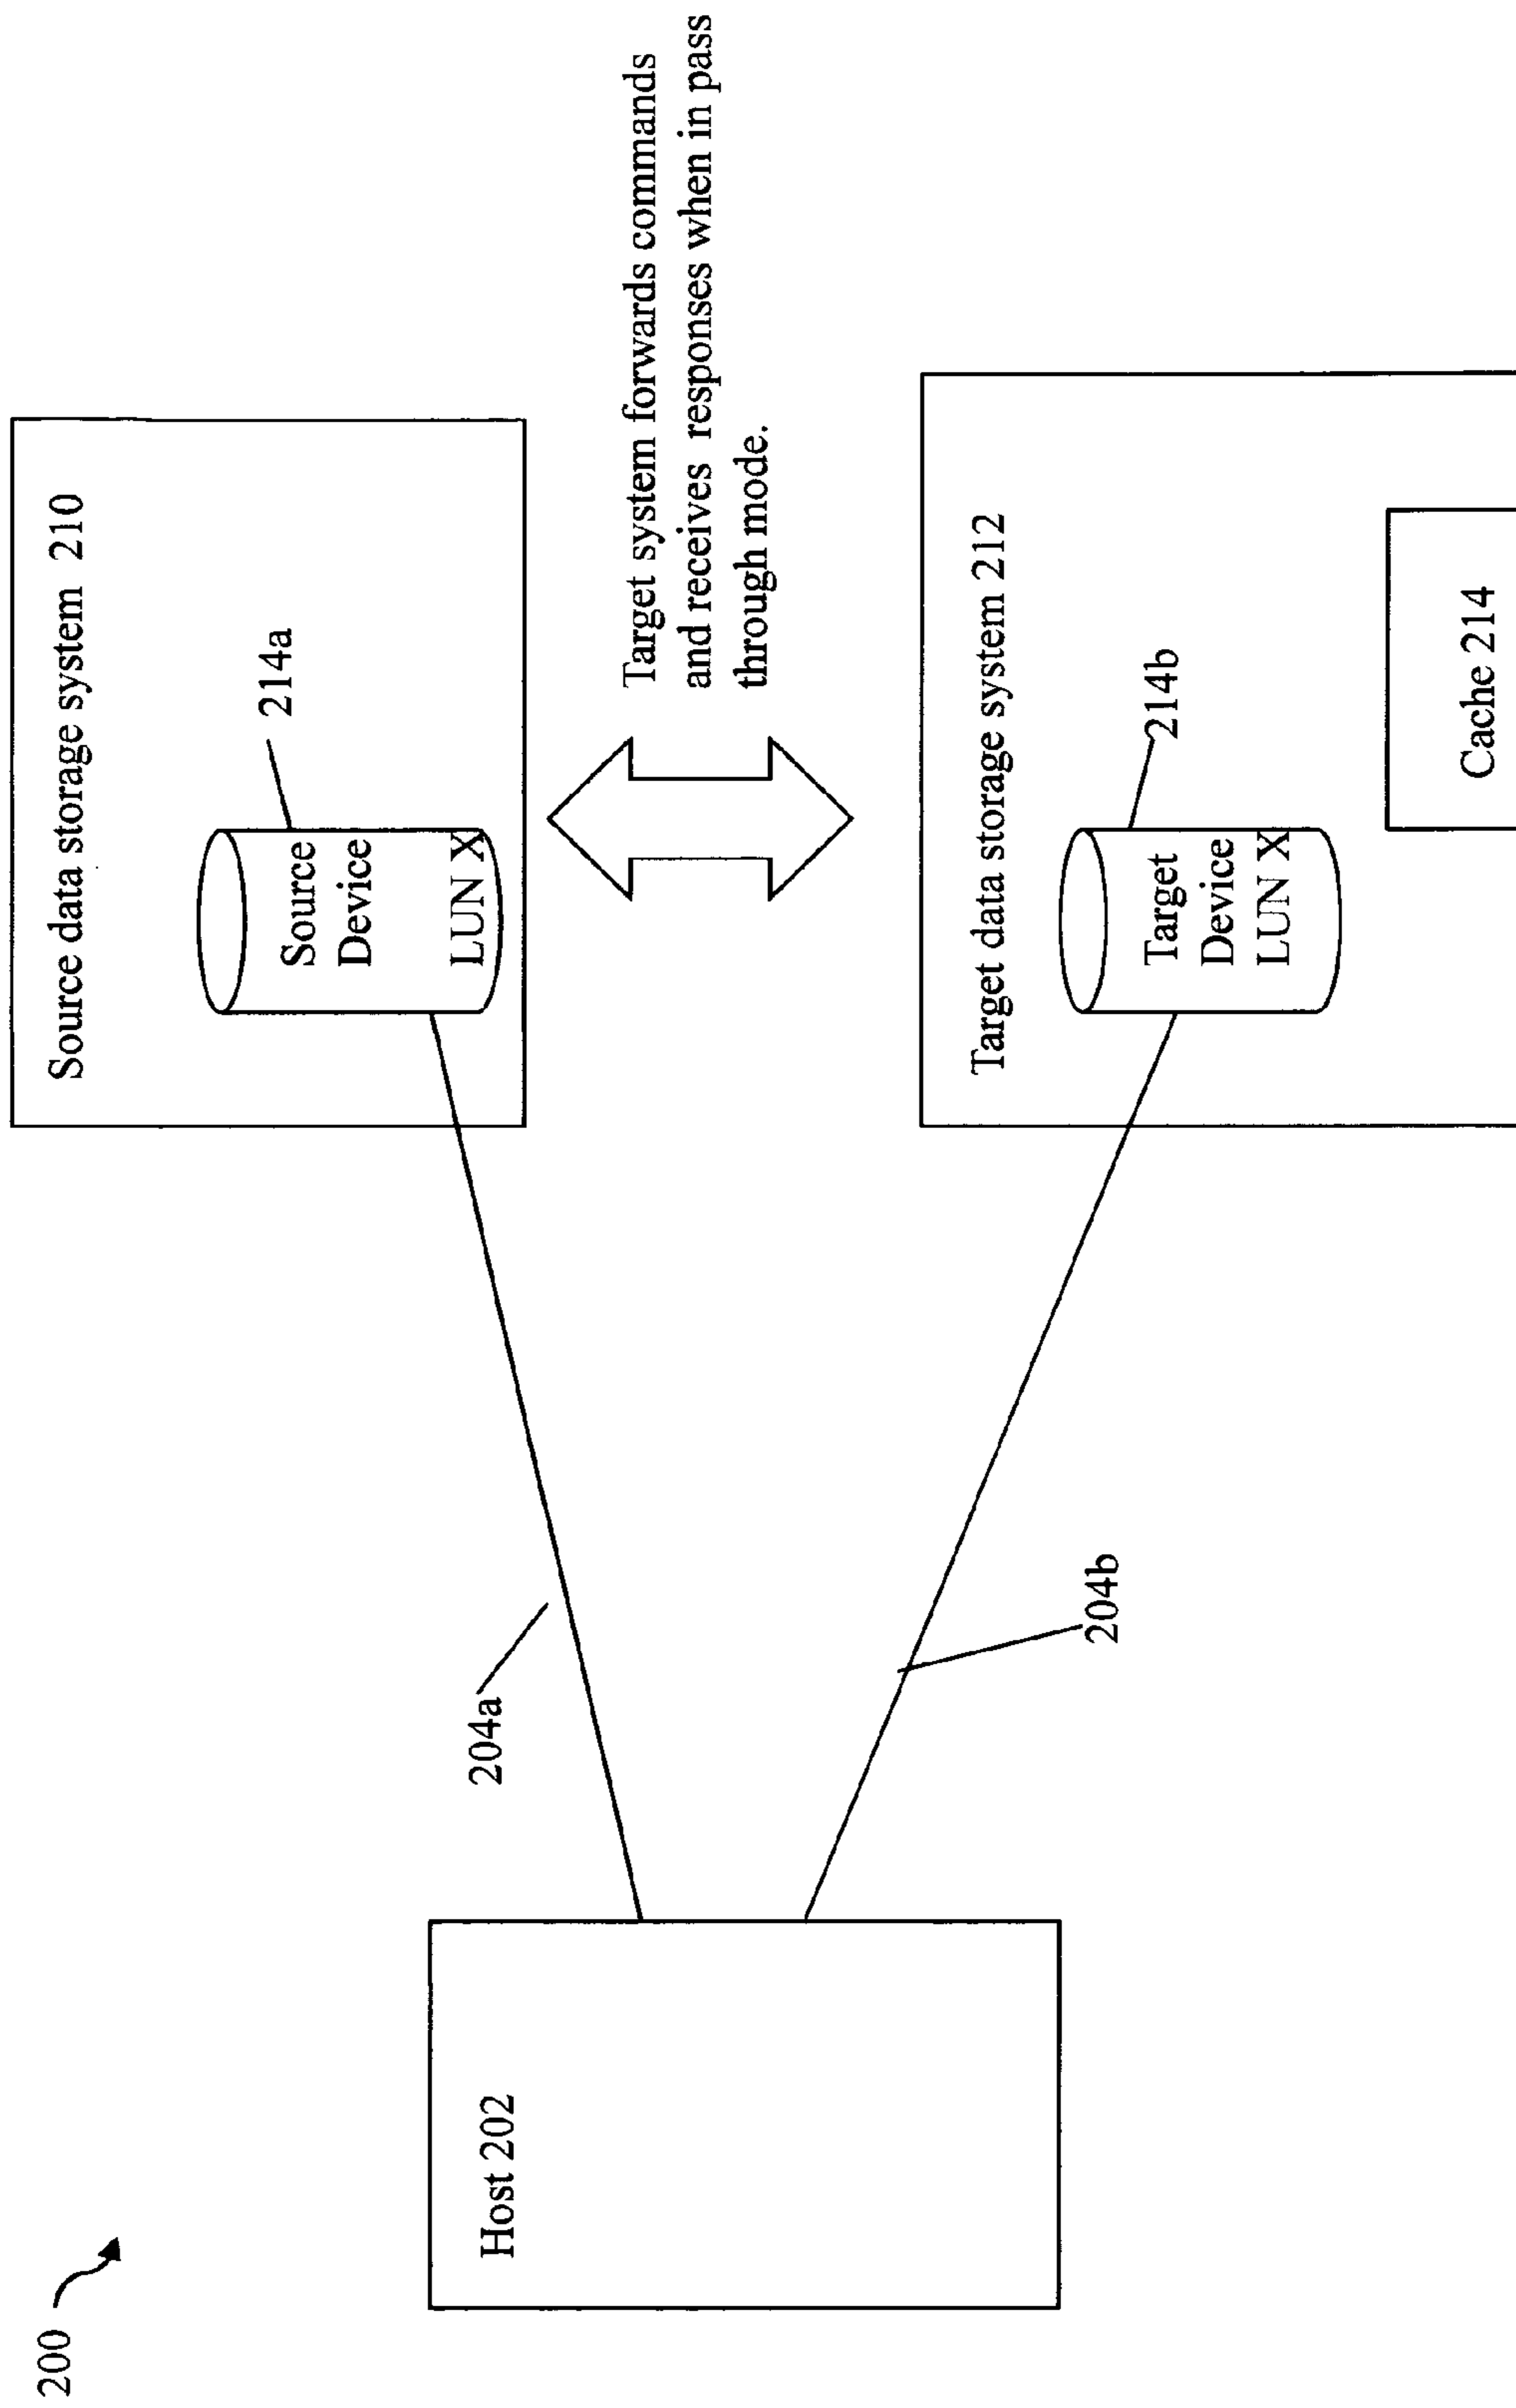 200
Host 202
204a
204b
Source data storage system 210
214a
Source
Device
LUN X
Target system forwards commands
and receives responses when in pass
through mode.
Target data storage system 212
214b
Target
Device
LUN X
Cache 214